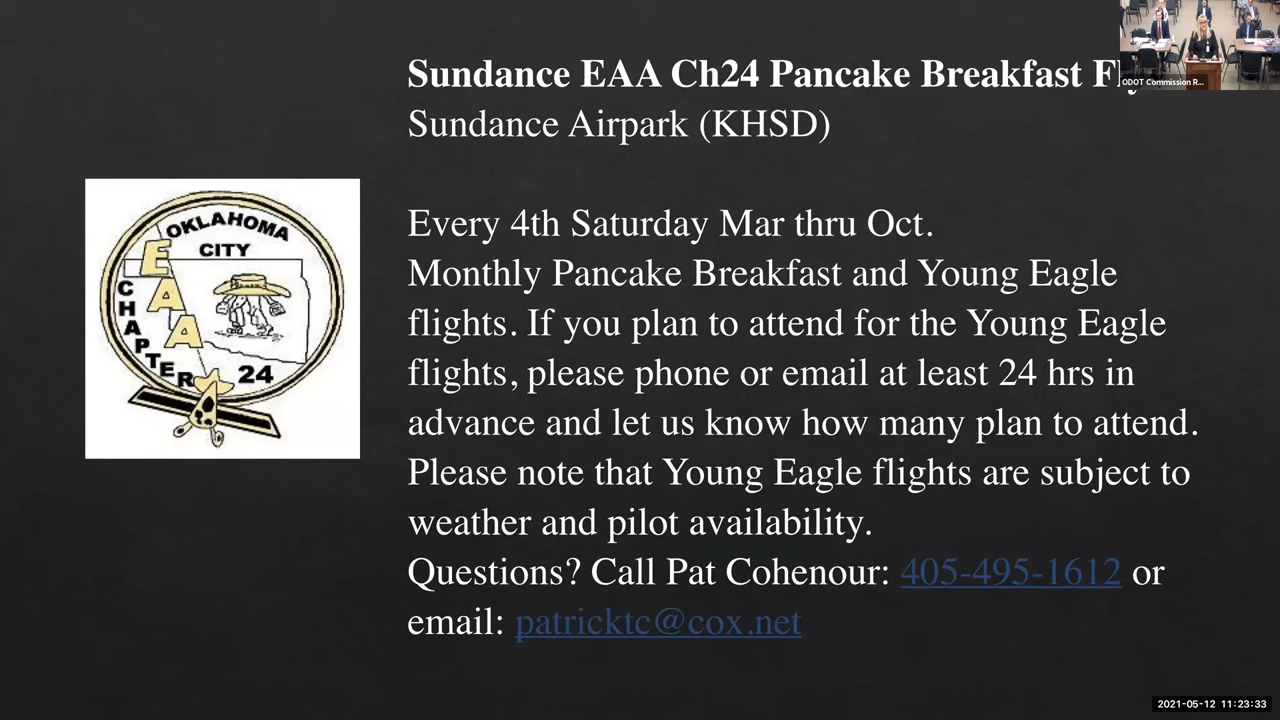 Sundance EAA Ch24 Pancake Breakfast
Sundance Airpark (KHSD)
Every 4th Saturday Mar thru Oct.
Monthly Pancake Breakfast and Young Eagle
flights. If you plan to attend for the Young Eagle
flights, please phone or email at least 24 hrs in
advance and let us know how many plan to attend.
Please note that Young Eagle flights are subject to
weather and pilot availability.
Questions? Call Pat Cohenour: 405-495-1612 or
email: patricktc@cox.net
OKLAHOMA
CITY
EAA
CHAPTER
24
ODOT Commission R...
2021-05-12 11:23:33